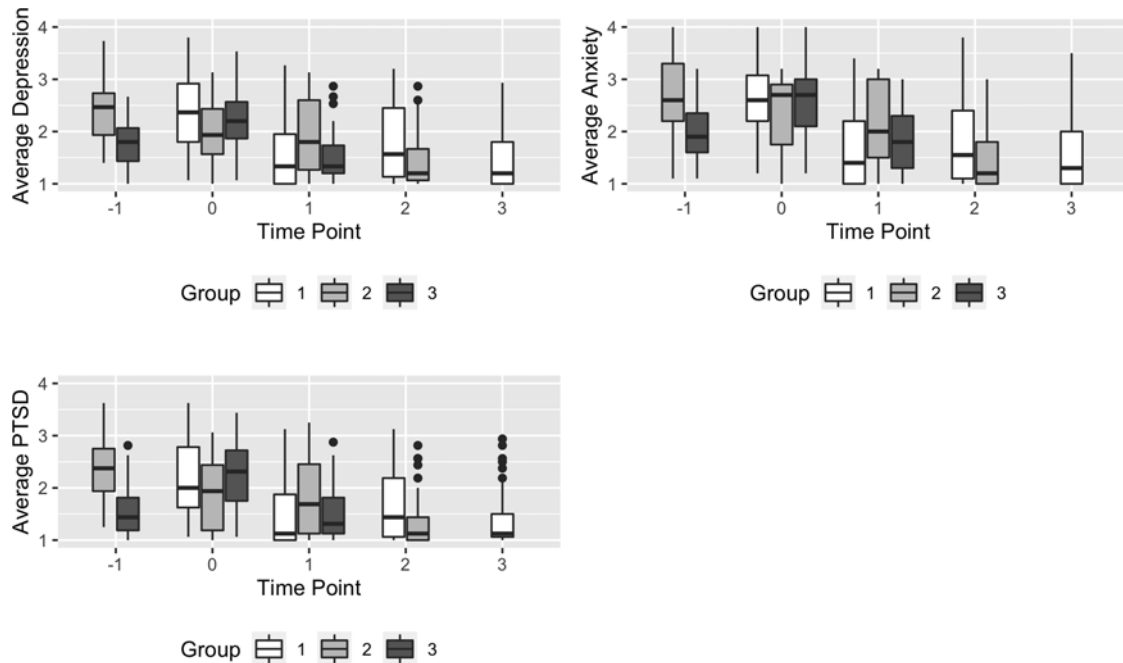 Average Depression
4
3
2
1
-1 0 1 2 3
Time Point
Group 1 2 3
Average Anxiety
4
3
2
1
-1 0 1 2 3
Time Point
Group 1 2 3
Average PTSD
4
3
2
1
-1 0 1 2 3
Time Point
Group 1 2 3